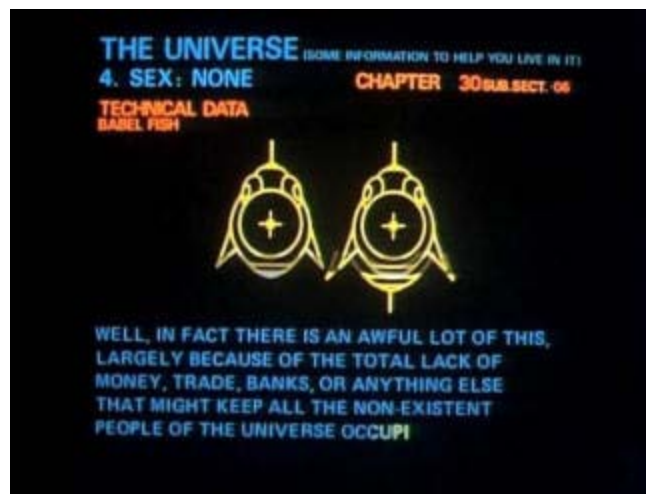 THE UNIVERSE (SOME INFORMATION TO HELP YOU LIVE IN IT)
4. SEX: NONE CHAPTER 30 SUB.SECT. 06
TECHNICAL DATA
BABEL FISH
WELL, IN FACT THERE IS AN AWFUL LOT OF THIS,
LARGELY BECAUSE OF THE TOTAL LACK OF
MONEY, TRADE, BANKS, OR ANYTHING ELSE
THAT MIGHT KEEP ALL THE NON-EXISTENT
PEOPLE OF THE UNIVERSE OCCUPI